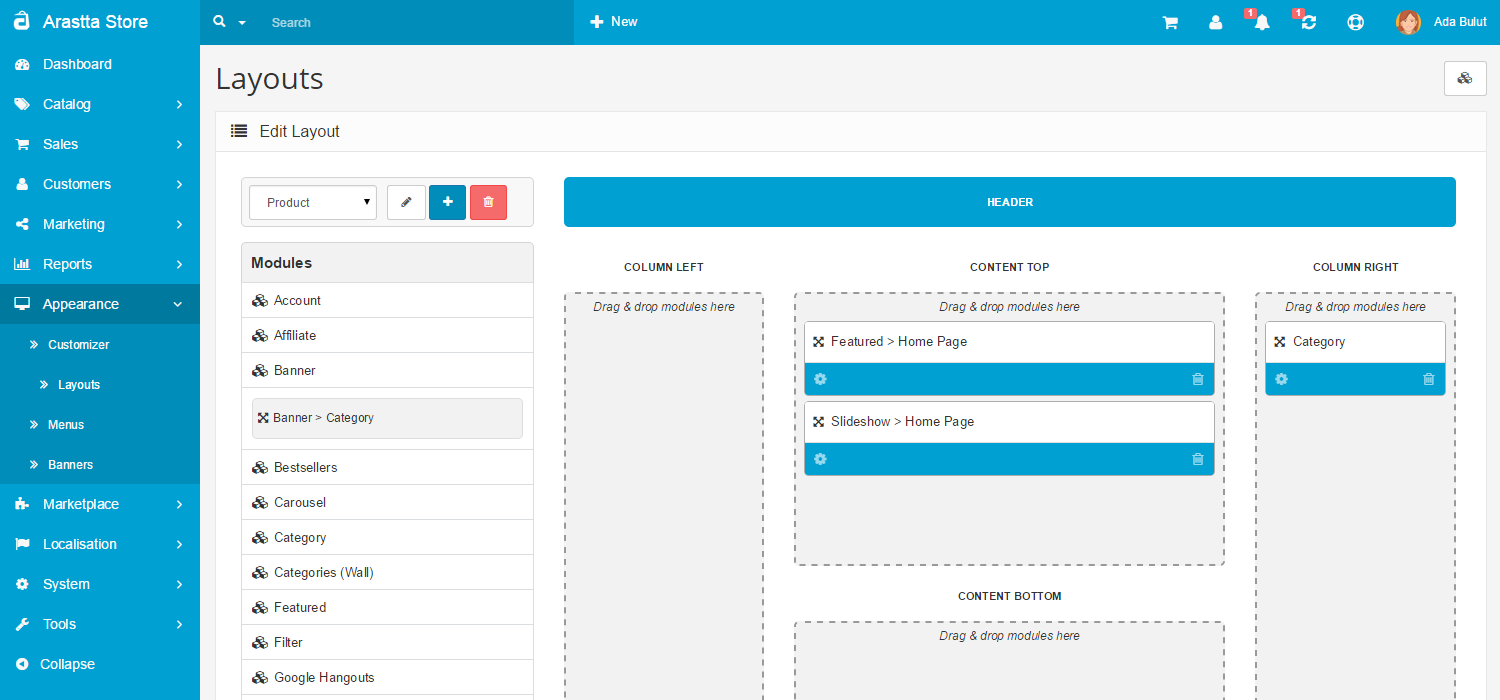 Arastta Store
Search
New
1
1
Ada Bulut
Dashboard
Catalog
Sales
Customers
Marketing
Reports
Appearance
Customizer
Layouts
Menus
Banners
Marketplace
Localisation
System
Tools
Collapse
Layouts
Edit Layout
Product
Modules
Account
Affiliate
Banner
Banner > Category
Bestsellers
Carousel
Category
Categories (Wall)
Featured
Filter
Google Hangouts
HEADER
COLUMN LEFT
Drag & drop modules here
CONTENT TOP
Drag & drop modules here
Featured > Home Page
Slideshow > Home Page
CONTENT BOTTOM
Drag & drop modules here
COLUMN RIGHT
Drag & drop modules here
Category